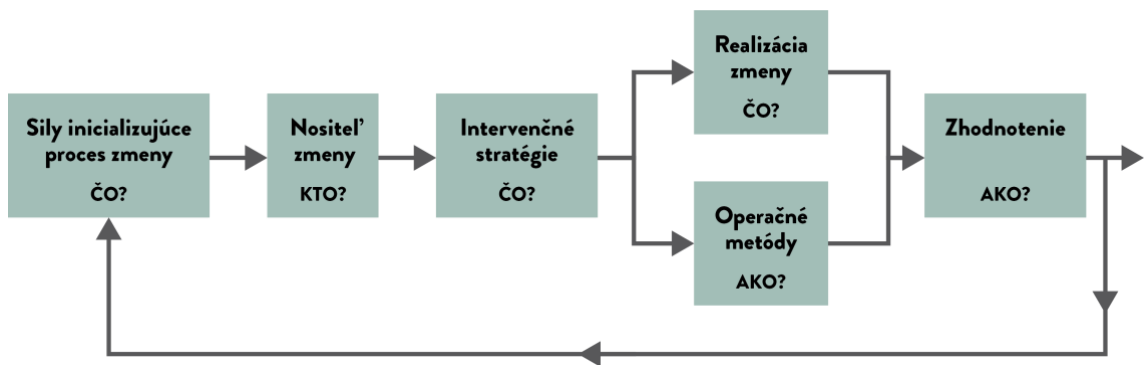 Sily inicializujúce
proces zmeny
ČO?
Nositeľ
zmeny
KTO?
Intervenčné
stratégie
ČO?
Realizácia
zmeny
ČO?
Operačné
metódy
AKO?
Zhodnotenie
AKO?